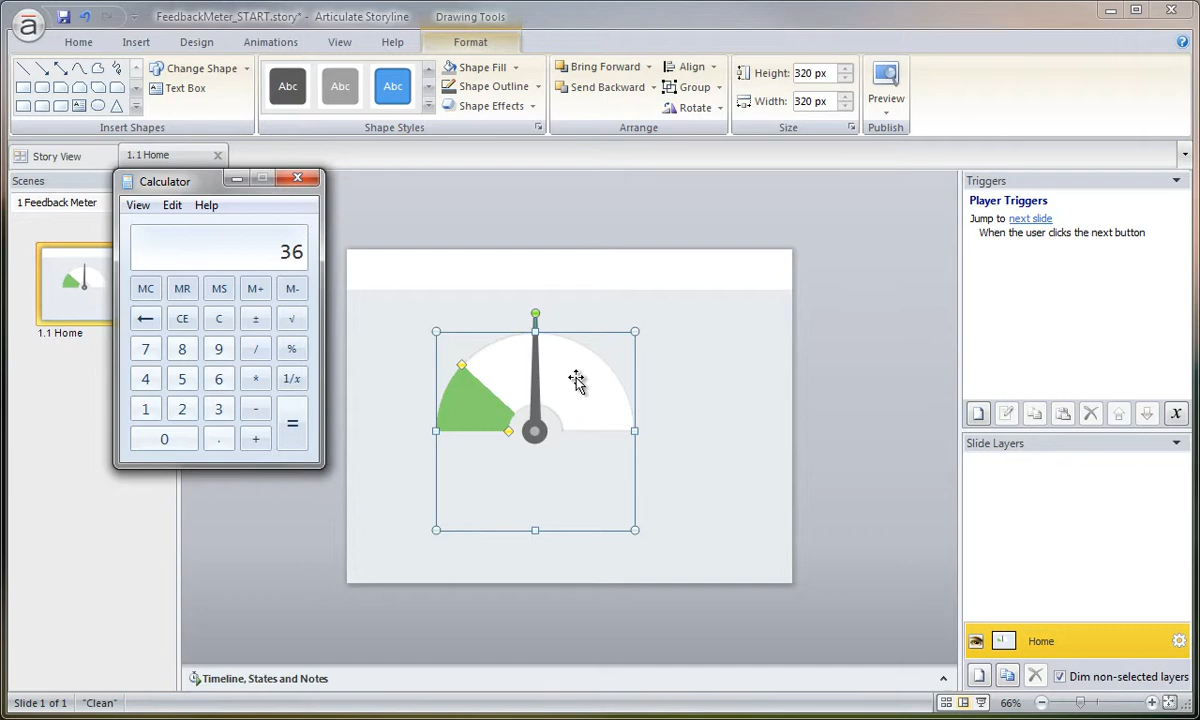 FeedbackMeter_START.story* - Articulate Storyline
Drawing Tools
Home
Insert
Design
Animations
View
Help
Format
Change Shape
Text Box
Insert Shapes
Abc
Abc
Abc
Shape Fill
Shape Outline
Shape Effects
Shape Styles
Bring Forward
Send Backward
Align
Group
Rotate
Arrange
Height: 320 px
Width: 320 px
Size
Preview
Publish
Story View
1.1 Home
Scenes
1 Feedback Meter
1.1 Home
Calculator
View Edit Help
36
MC MR MS M+ M-
← CE C ± √
7 8 9 / %
4 5 6 * 1/x
1 2 3 - =
0 . +
Triggers
Player Triggers
Jump to next slide
When the user clicks the next button
Slide Layers
Home
Dim non-selected layers
Timeline, States and Notes
Slide 1 of 1
"Clean"
66%